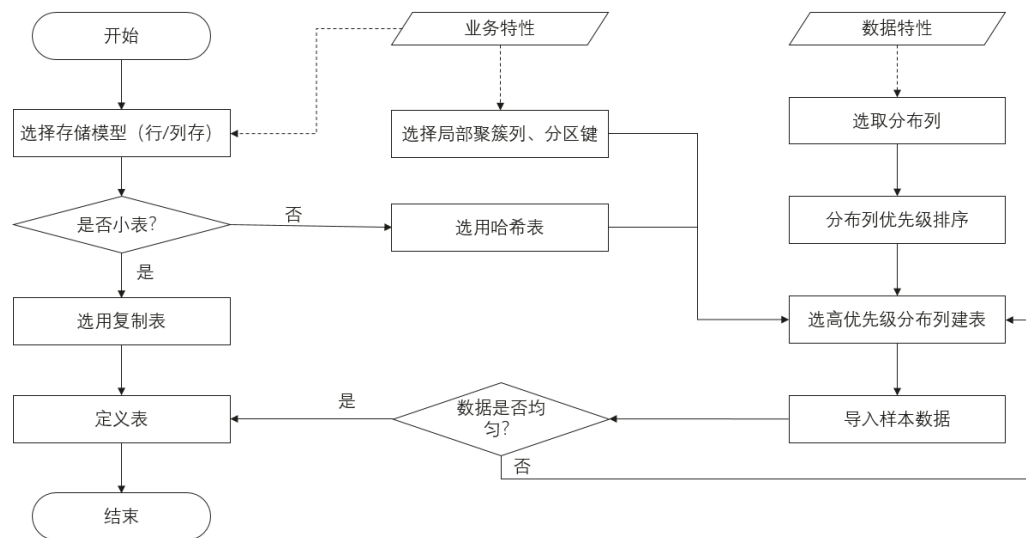 开始
业务特性
数据特性
选择存储模型（行/列存）
选择局部聚簇列、分区键
选取分布列
是否小表？
否
选用哈希表
分布列优先级排序
是
选用复制表
选高优先级分布列建表
定义表
是
数据是否均
匀？
导入样本数据
否
结束